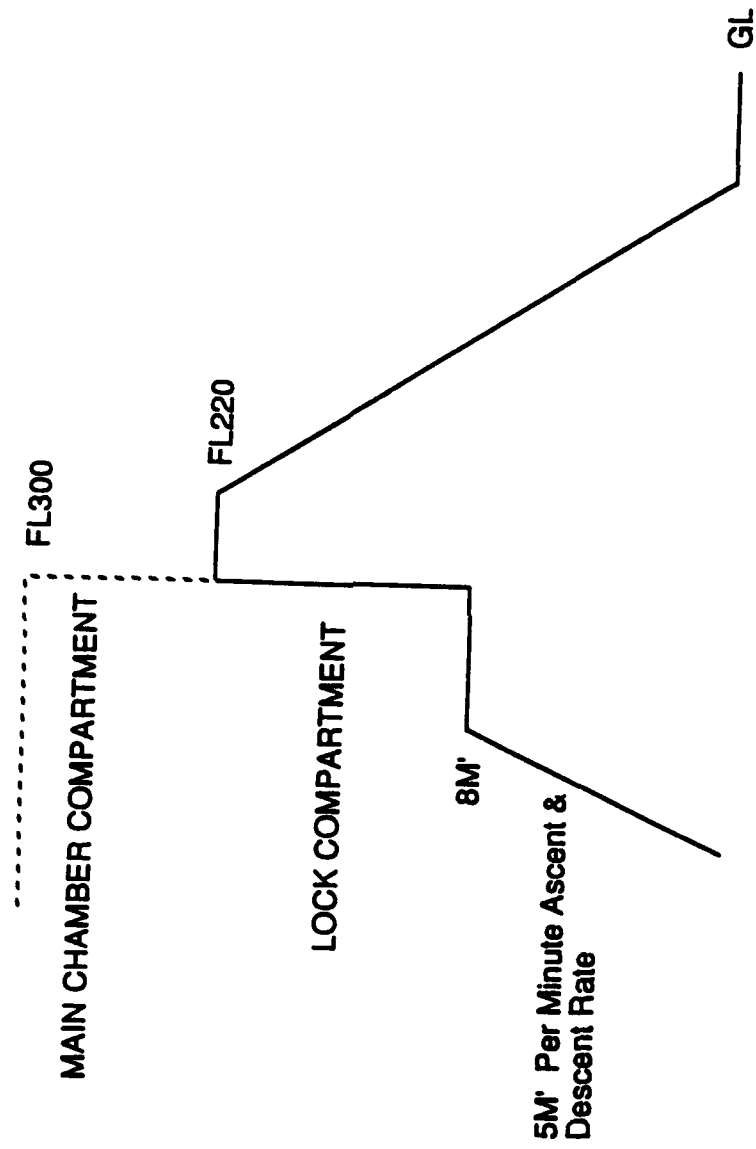 FL300
MAIN CHAMBER COMPARTMENT
FL220
LOCK COMPARTMENT
8M'
5M' Per Minute Ascent &
Descent Rate
GL